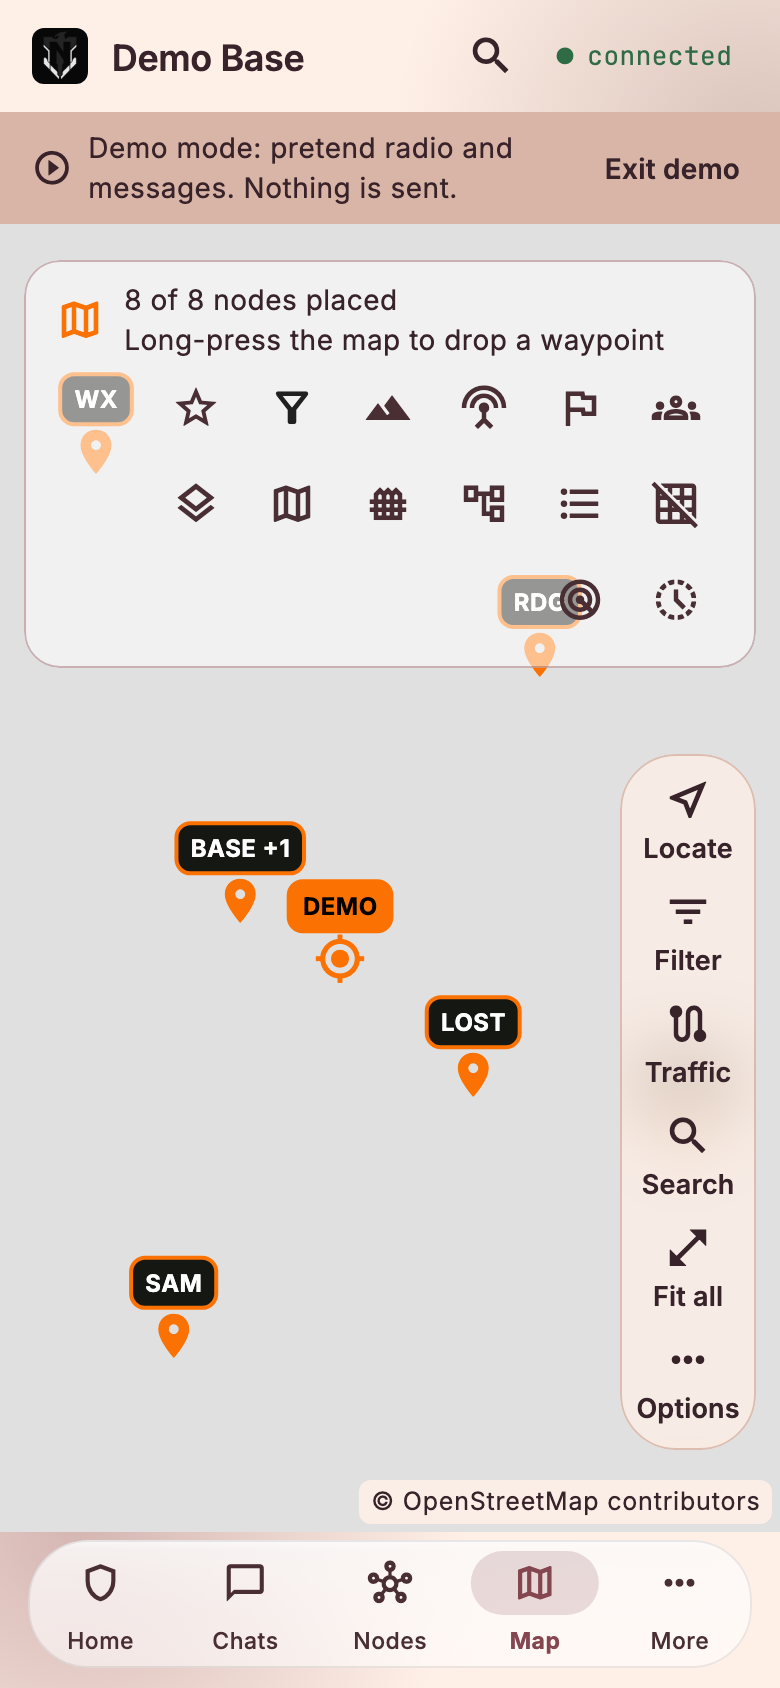 Demo Base
connected
Demo mode: pretend radio and
messages. Nothing is sent.
Exit demo
8 of 8 nodes placed
Long-press the map to drop a waypoint
WX
BASE +1
DEMO
LOST
SAM
Locate
Filter
Traffic
Search
Fit all
Options
© OpenStreetMap contributors
Home
Chats
Nodes
Map
More